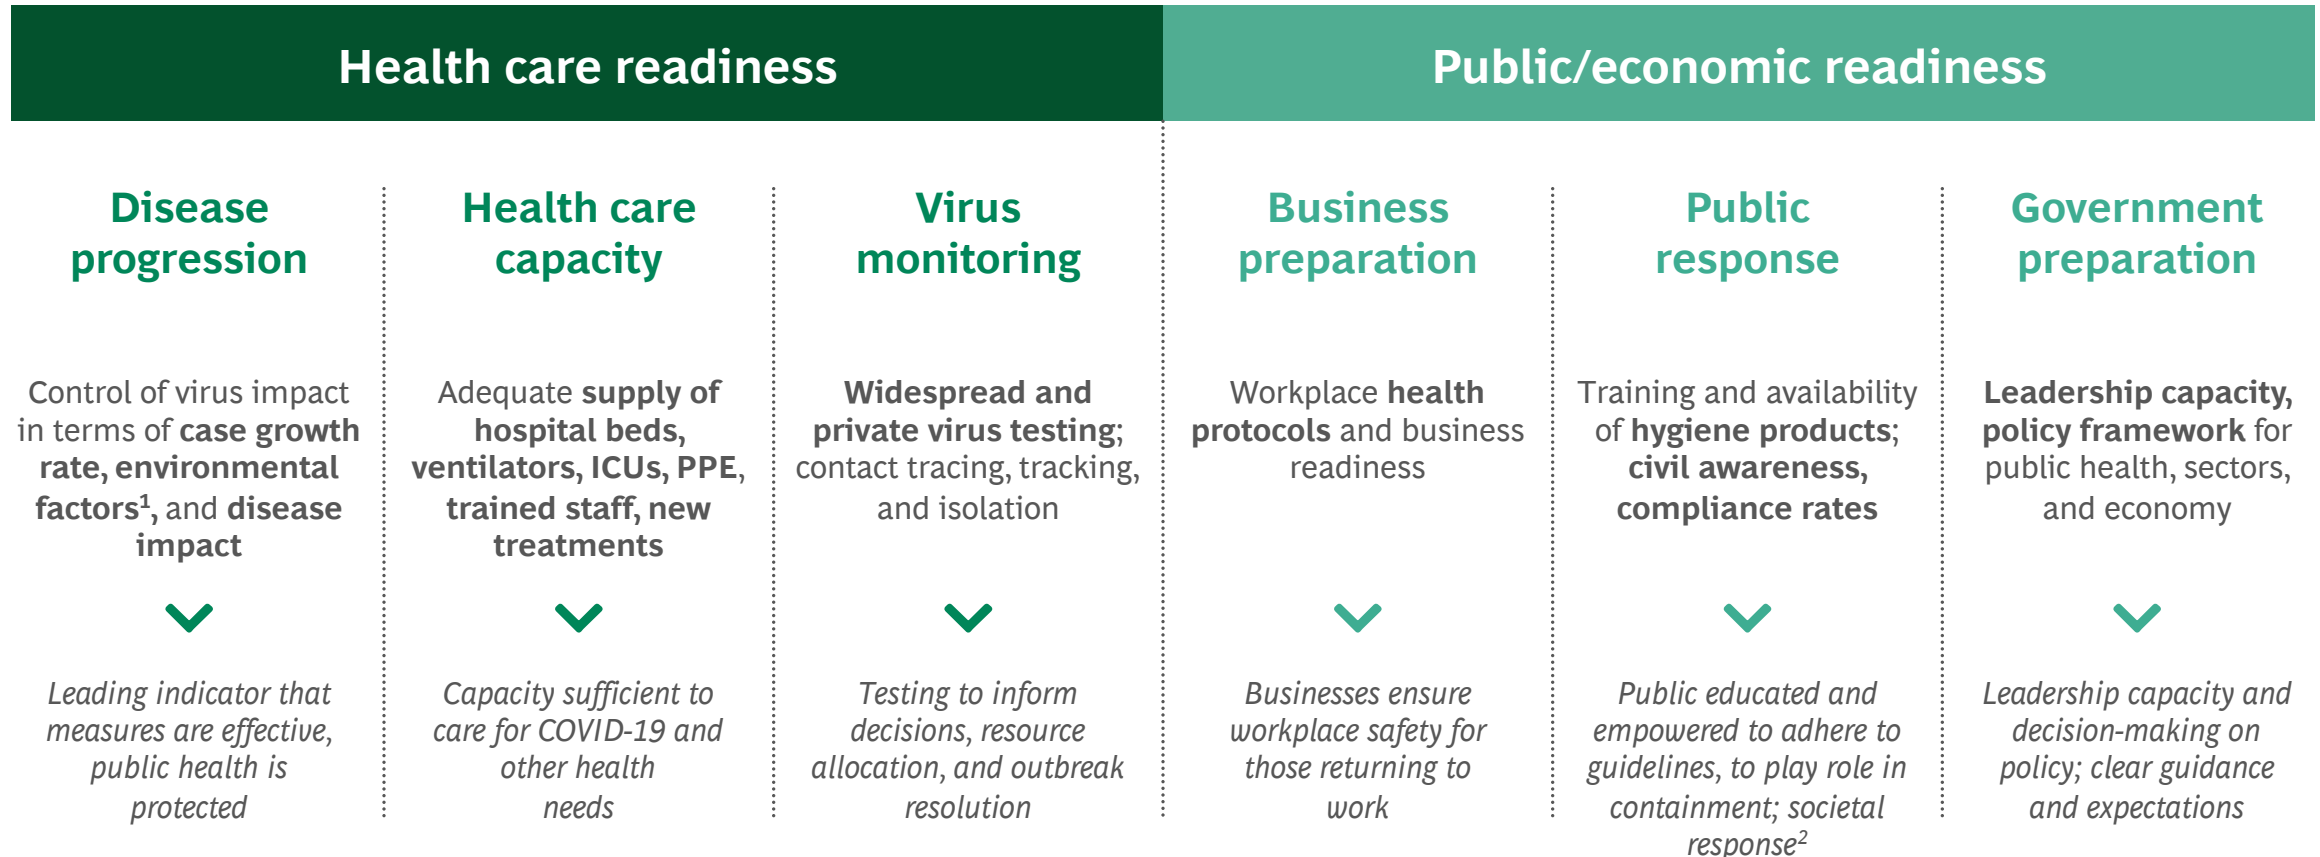 Health care readiness
Public/economic readiness
Disease
progression
Control of virus impact
in terms of case growth
rate, environmental
factors¹, and disease
impact
Leading indicator that
measures are effective,
public health is
protected
Health care
capacity
Adequate supply of
hospital beds,
ventilators, ICUs, PPE,
trained staff, new
treatments
Capacity sufficient to
care for COVID-19 and
other health
needs
Virus
monitoring
Widespread and
private virus testing;
contact tracing, tracking,
and isolation
Testing to inform
decisions, resource
allocation, and outbreak
resolution
Business
preparation
Workplace health
protocols and business
readiness
Businesses ensure
workplace safety for
those returning to
work
Public
response
Training and availability
of hygiene products;
civil awareness,
compliance rates
Public educated and
empowered to adhere to
guidelines, to play role in
containment; societal
response²
Government
preparation
Leadership capacity,
policy framework for
public health, sectors,
and economy
Leadership capacity and
decision-making on
policy; clear guidance
and expectations